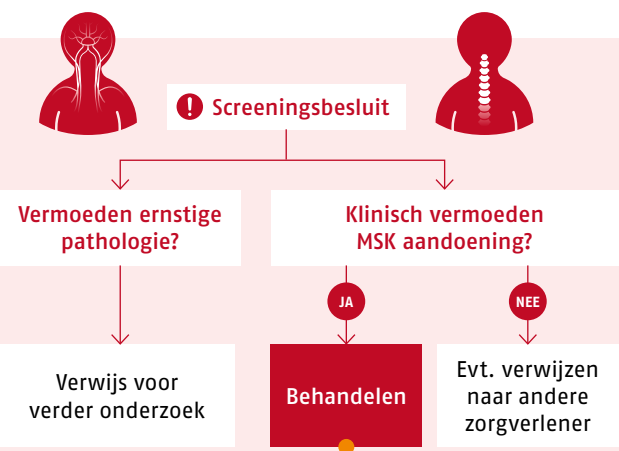 ! Screeningsbesluit
Vermoeden ernstige
pathologie?
Klinisch vermoeden
MSK aandoening?
JA
NEE
Verwijs voor
verder onderzoek
Behandelen
Evt. verwijzen
naar andere
zorgverlener